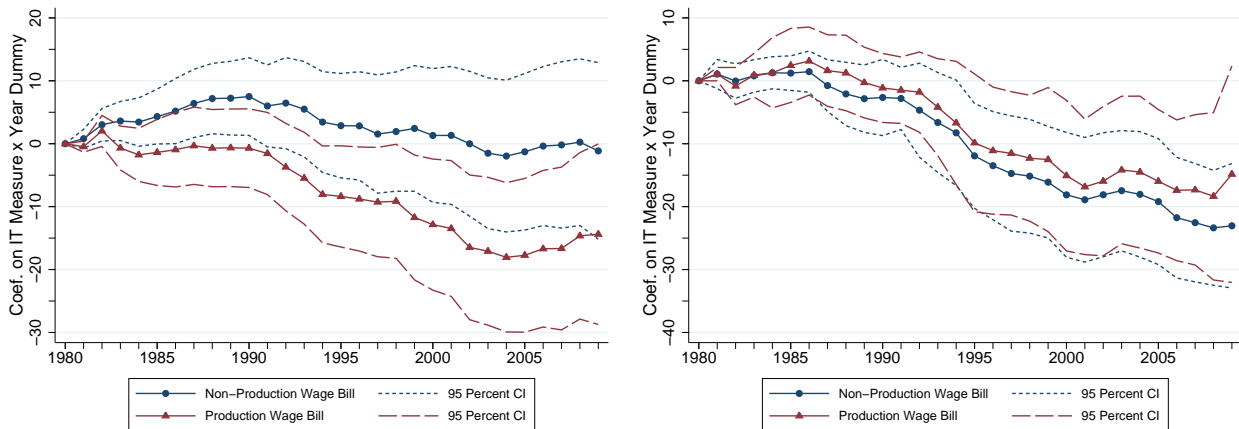 Coef. on IT Measure x Year Dummy
20
10
0
−10
−20
−30
1980 1985 1990 1995 2000 2005
Non−Production Wage Bill 95 Percent CI
Production Wage Bill 95 Percent CI
Coef. on IT Measure x Year Dummy
10
0
−10
−20
−30
−40
1980 1985 1990 1995 2000 2005
Non−Production Wage Bill 95 Percent CI
Production Wage Bill 95 Percent CI